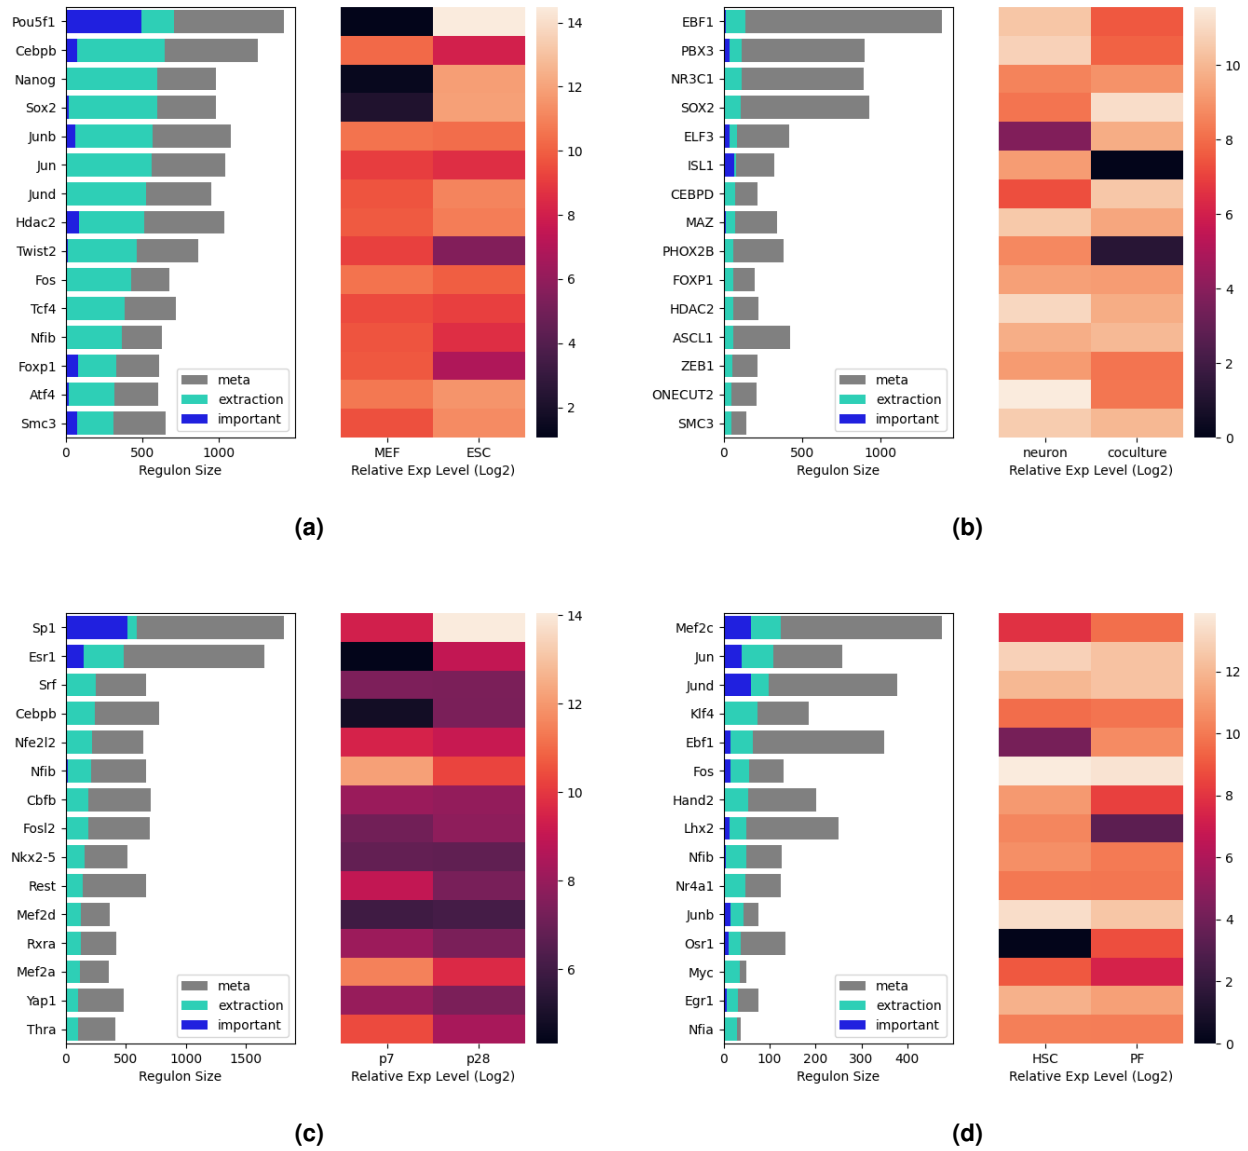 Pou5f1
Cebpb
Nanog
Sox2
Junb
Jun
Jund
Hdac2
Twist2
Fos
Tcf4
Nfib
Foxp1
Atf4
Smc3
meta
extraction
important
0 500 1000
Regulon Size
MEF ESC
Relative Exp Level (Log2)
14
12
10
8
6
4
2
(a)
EBF1
PBX3
NR3C1
SOX2
ELF3
ISL1
CEBPD
MAZ
PHOX2B
FOXP1
HDAC2
ASCL1
ZEB1
ONECUT2
SMC3
meta
extraction
important
0 500 1000
Regulon Size
neuron coculture
Relative Exp Level (Log2)
10
8
6
4
2
0
(b)
Sp1
Esr1
Srf
Cebpb
Nfe2l2
Nfib
Cbfb
Fosl2
Nkx2-5
Rest
Mef2d
Rxra
Mef2a
Yap1
Thra
meta
extraction
important
0 500 1000 1500
Regulon Size
p7 p28
Relative Exp Level (Log2)
14
12
10
8
6
(c)
Mef2c
Jun
Jund
Klf4
Ebf1
Fos
Hand2
Lhx2
Nfib
Nr4a1
Junb
Osr1
Myc
Egr1
Nfia
meta
extraction
important
0 100 200 300 400
Regulon Size
HSC PF
Relative Exp Level (Log2)
12
10
8
6
4
2
0
(d)